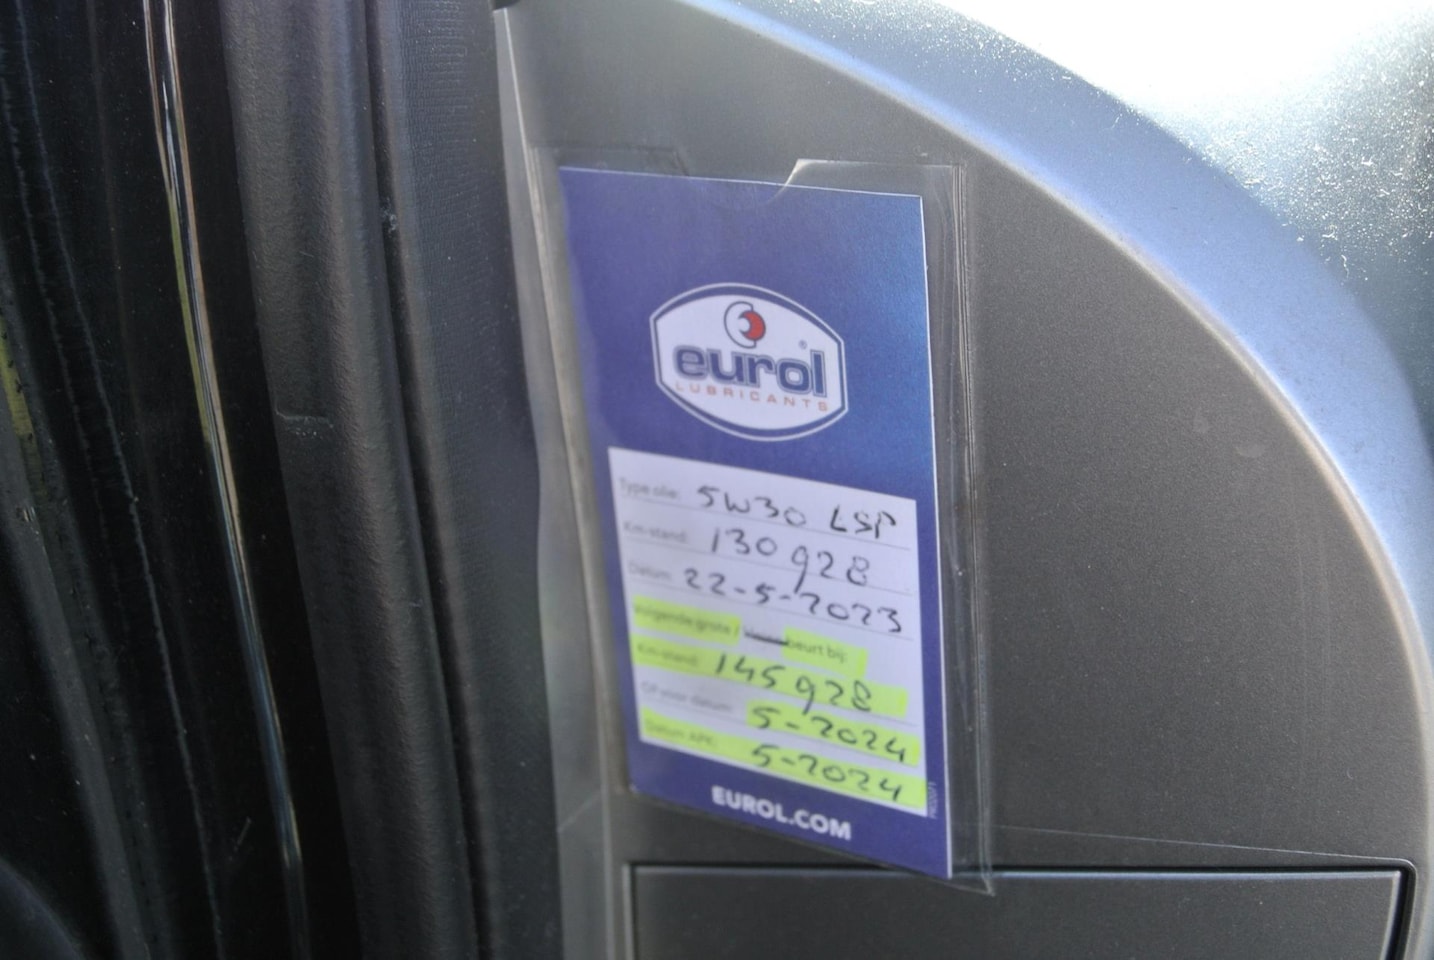 eurol®
LUBRICANTS
Type olie: 5W30 LSP
Km-stand: 130928
Datum: 22-5-2023
Volgende grote / kleine beurt bij:
Km-stand: 145928
Of voor datum: 5-2024
Datum APK: 5-2024
EUROL.COM